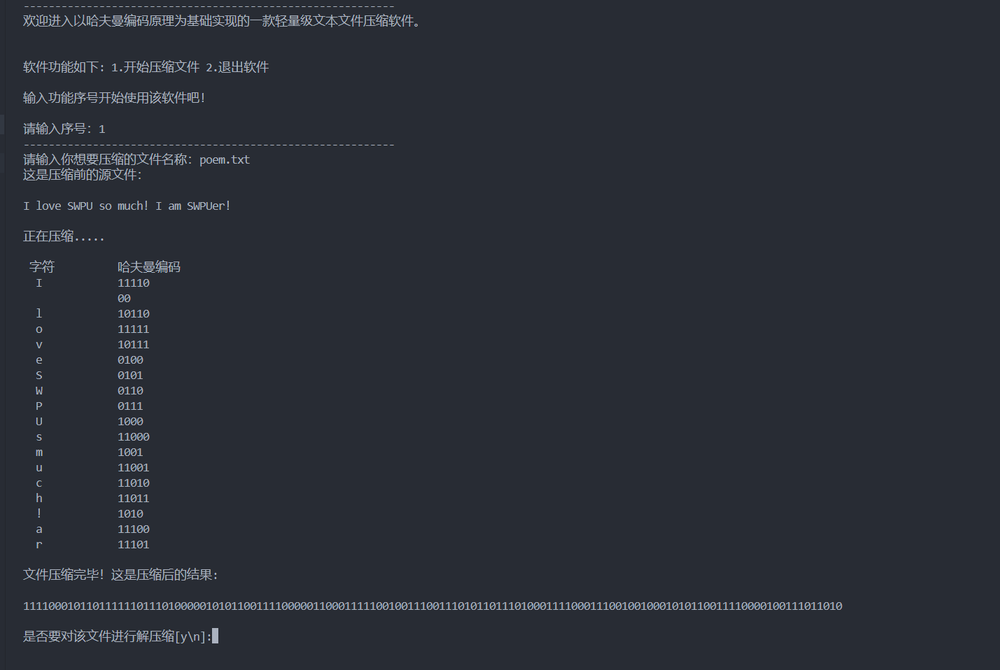 -----------------------------------------------------------
欢迎进入以哈夫曼编码原理为基础实现的一款轻量级文本文件压缩软件。
软件功能如下: 1.开始压缩文件 2.退出软件
输入功能序号开始使用该软件吧!
请输入序号: 1
-----------------------------------------------------------
请输入你想要压缩的文件名称: poem.txt
这是压缩前的源文件:
I love SWPU so much! I am SWPUer!
正在压缩.....
字符 哈夫曼编码
I 11110
00
l 10110
o 11111
v 10111
e 0100
S 0101
W 0110
P 0111
U 1000
s 11000
m 1001
u 11001
c 11010
h 11011
! 1010
a 11100
r 11101
文件压缩完毕! 这是压缩后的结果:
1111000101101111110111010000010101100111100000110001111100100111001110101101110100011110001110010010001010110011110000100111011010
是否要对该文件进行解压缩[y\n]: